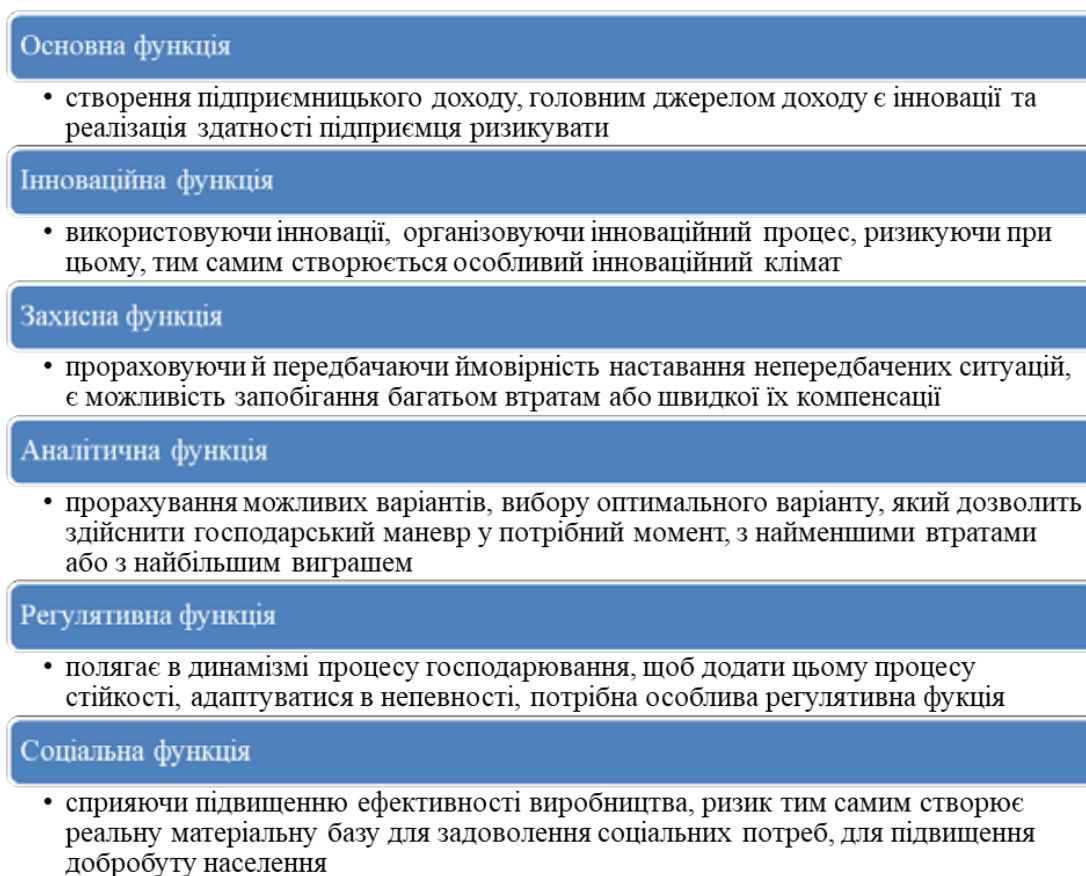 Основна функція
• створення підприємницького доходу, головним джерелом доходу є інновації та
реалізація здатності підприємця ризикувати
Інноваційна функція
• використовуючи інновації, організовуючи інноваційний процес, ризикуючи при
цьому, тим самим створюється особливий інноваційний клімат
Захисна функція
• прораховуючи й передбачаючи ймовірність наставання непередбачених ситуацій,
є можливість запобігання багатьом втратам або швидкої їх компенсації
Аналітична функція
• прорахування можливих варіантів, вибору оптимального варіанту, який дозволить
здійснити господарський маневр у потрібний момент, з найменшими втратами
або з найбільшим виграшем
Регулятивна функція
• полягає в динамізмі процесу господарювання, щоб додати цьому процесу
стійкості, адаптуватися в непевності, потрібна особлива регулятивна фукція
Соціальна функція
• сприяючи підвищенню ефективності виробництва, ризик тим самим створює
реальну матеріальну базу для задоволення соціальних потреб, для підвищення
добробуту населення